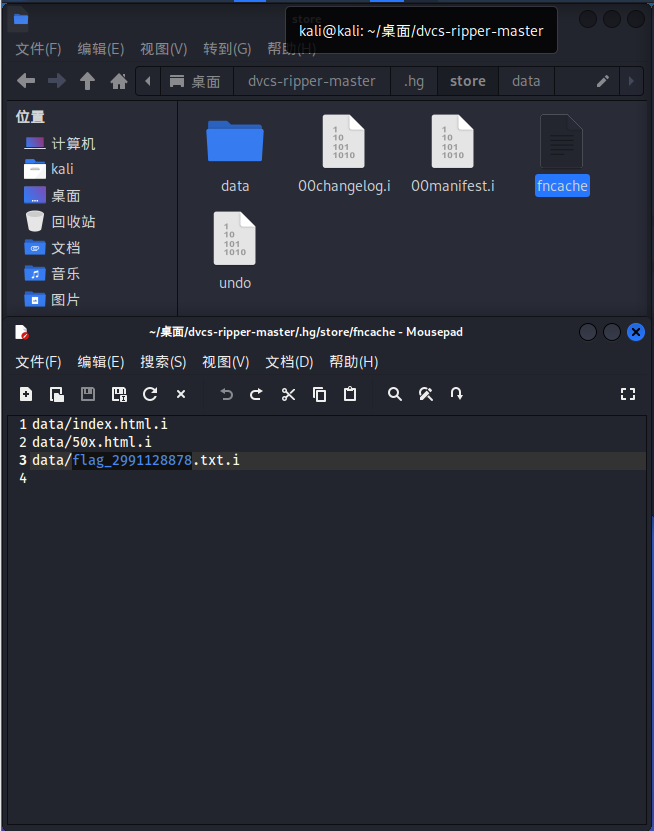 store
kali@kali: ~/桌面/dvcs-ripper-master
文件(F) 编辑(E) 视图(V) 转到(G) 帮助(H)
桌面 dvcs-ripper-master .hg store data
位置
计算机
kali
桌面
回收站
文档
音乐
图片
data 00changelog.i 00manifest.i fncache
undo
~/桌面/dvcs-ripper-master/.hg/store/fncache - Mousepad
文件(F) 编辑(E) 搜索(S) 视图(V) 文档(D) 帮助(H)
1 data/index.html.i
2 data/50x.html.i
3 data/flag_2991128878.txt.i
4